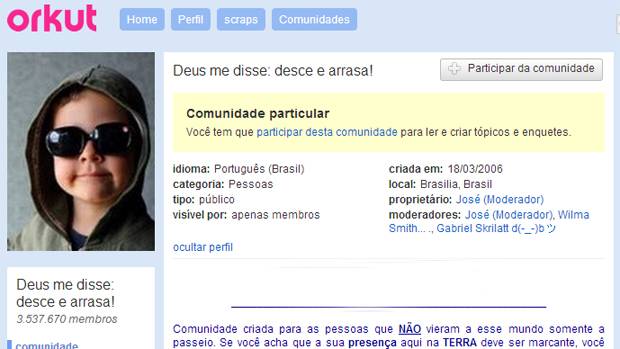 orkut
Home Perfil scraps Comunidades
Deus me disse: desce e arrasa!
Participar da comunidade
Comunidade particular
Você tem que participar desta comunidade para ler e criar tópicos e enquetes.
idioma: Português (Brasil)
categoria: Pessoas
tipo: público
visível por: apenas membros
ocultar perfil
criada em: 18/03/2006
local: Brasilia, Brasil
proprietário: José (Moderador)
moderadores: José (Moderador), Wilma
Smith... ., Gabriel Skrilatt d(-_-)b ツ
Deus me disse:
desce e arrasa!
3.537.670 membros
comunidade
Comunidade criada para as pessoas que NÃO vieram a esse mundo somente a
passeio. Se você acha que a sua presença aqui na TERRA deve ser marcante, você